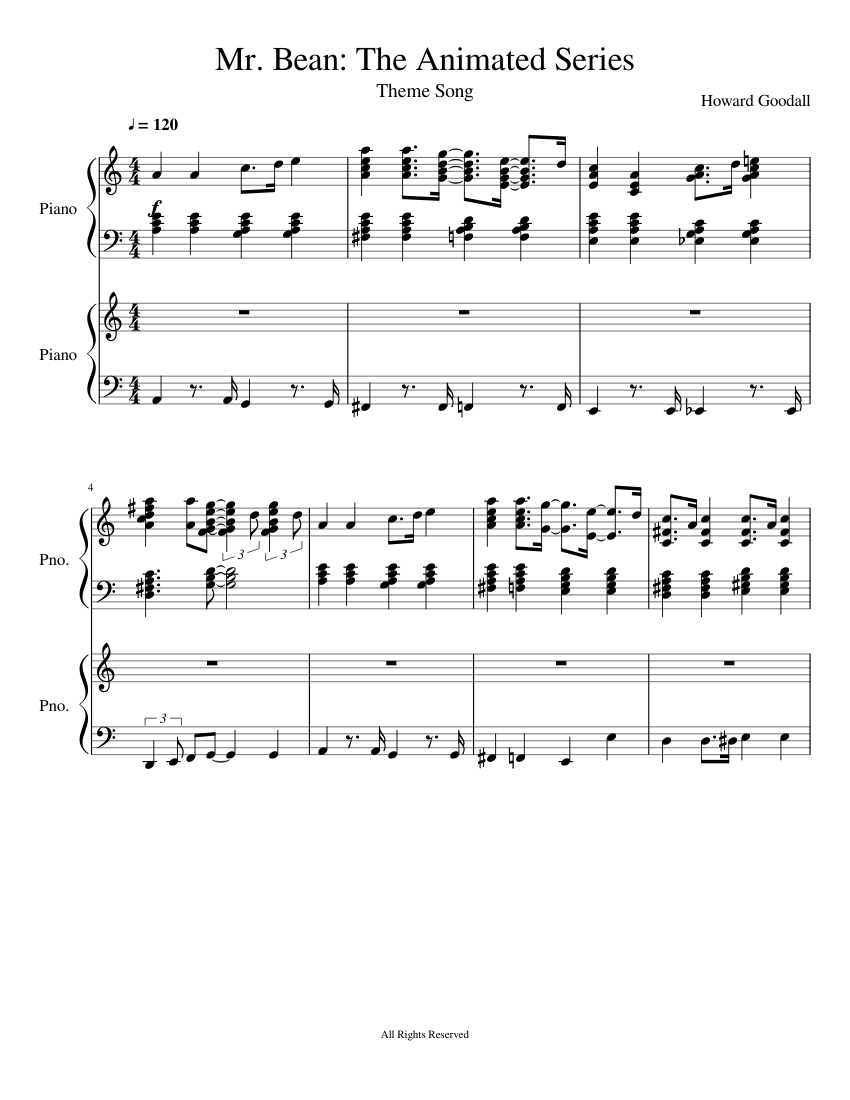 Mr. Bean: The Animated Series
Theme Song
Howard Goodall
♩ = 120
Piano
f
Piano
4
3
3
Pno.
3
Pno.
All Rights Reserved